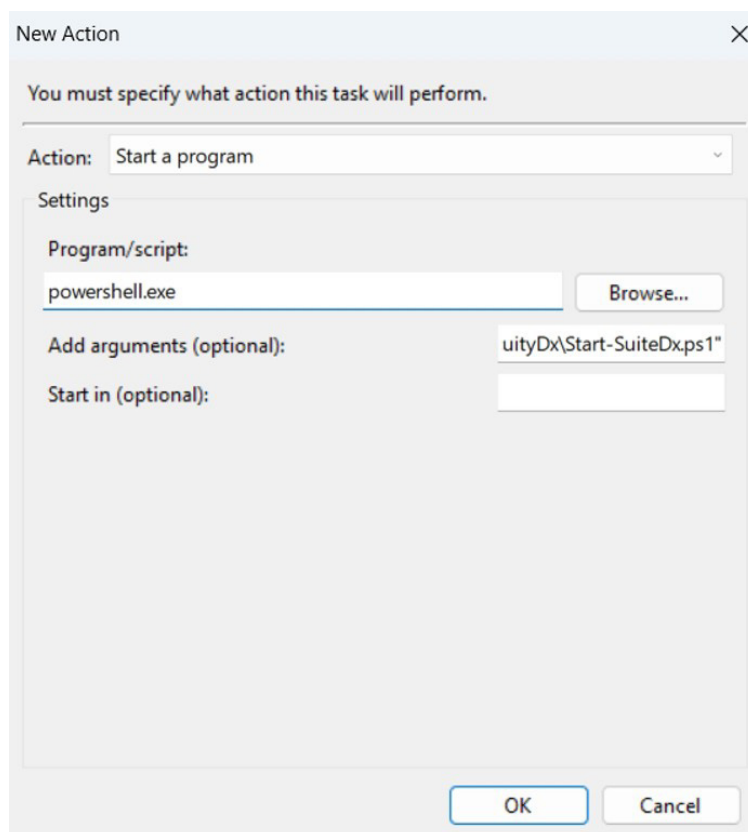 New Action
You must specify what action this task will perform.
Action: Start a program
Settings
Program/script:
powershell.exe Browse...
Add arguments (optional): uityDx\Start-SuiteDx.ps1"
Start in (optional):
OK Cancel